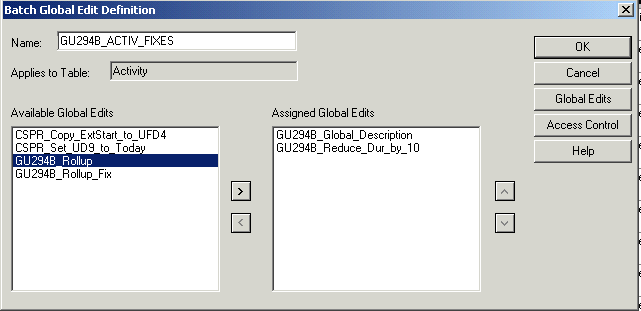 Batch Global Edit Definition
Name: GU294B_ACTIV_FIXES
Applies to Table: Activity
OK
Cancel
Global Edits
Access Control
Help
Available Global Edits
CSPR_Copy_ExtStart_to_UFD4
CSPR_Set_UD9_to_Today
GU294B_Rollup
GU294B_Rollup_Fix
Assigned Global Edits
GU294B_Global_Description
GU294B_Reduce_Dur_by_10